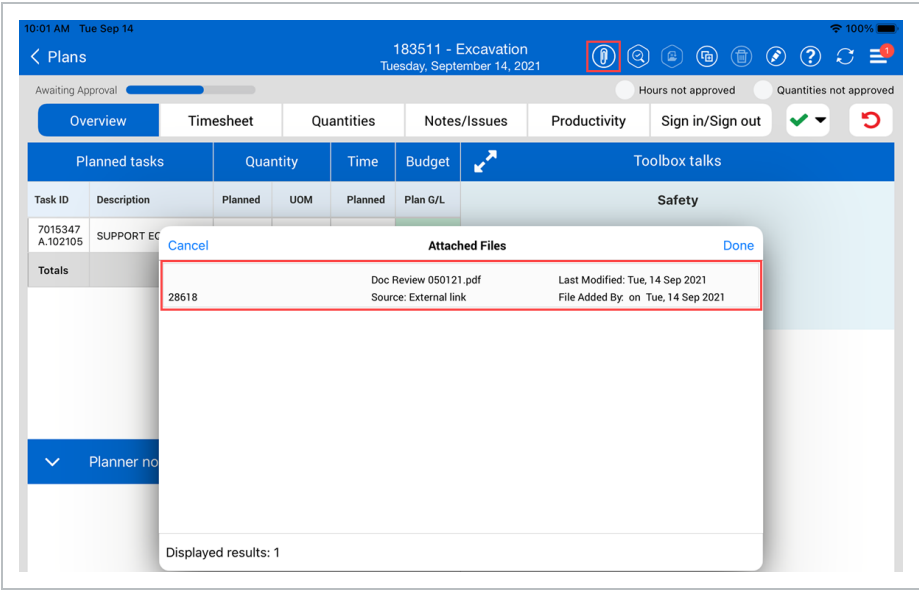 10:01 AM Tue Sep 14
100%
Plans
183511 - Excavation
Tuesday, September 14, 2021
1
Awaiting Approval
Hours not approved
Quantities not approved
Overview
Timesheet
Quantities
Notes/Issues
Productivity
Sign in/Sign out
Planned tasks
Quantity
Time
Budget
Toolbox talks
Task ID
Description
Planned
UOM
Planned
Plan G/L
Safety
7015347
A.102105
SUPPORT EC
Totals
Cancel
Attached Files
Done
28618
Doc Review 050121.pdf
Source: External link
Last Modified: Tue, 14 Sep 2021
File Added By: on Tue, 14 Sep 2021
Planner no
Displayed results: 1